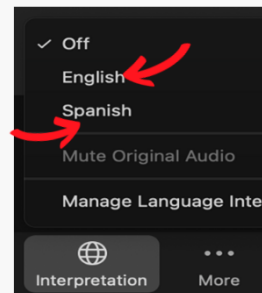 ✓ Off
English
Spanish
Mute Original Audio
Manage Language Inte
Interpretation
More